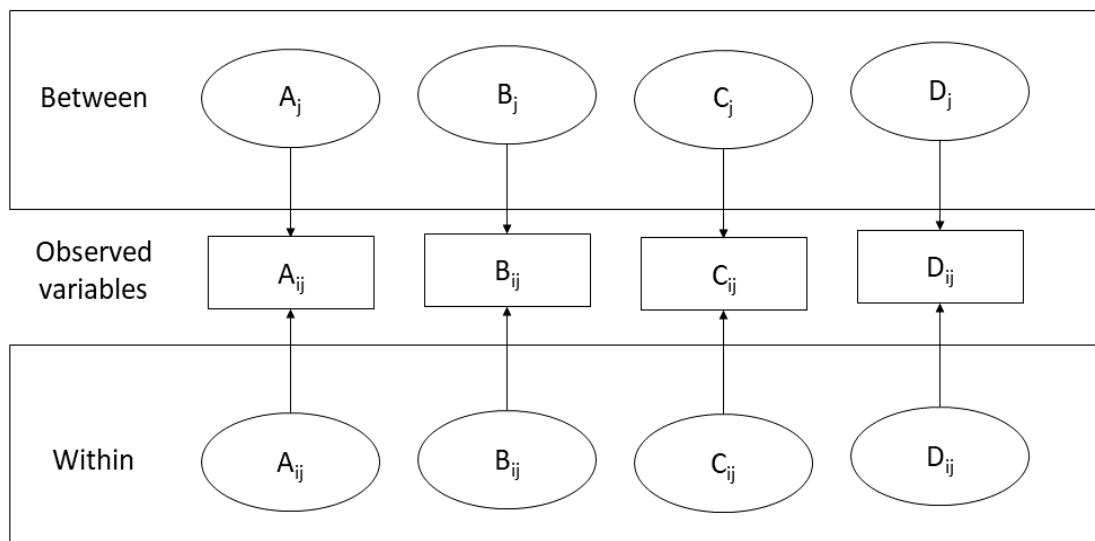 Between
A_j B_j C_j D_j
Observed
variables
A_ij B_ij C_ij D_ij
Within
A_ij B_ij C_ij D_ij